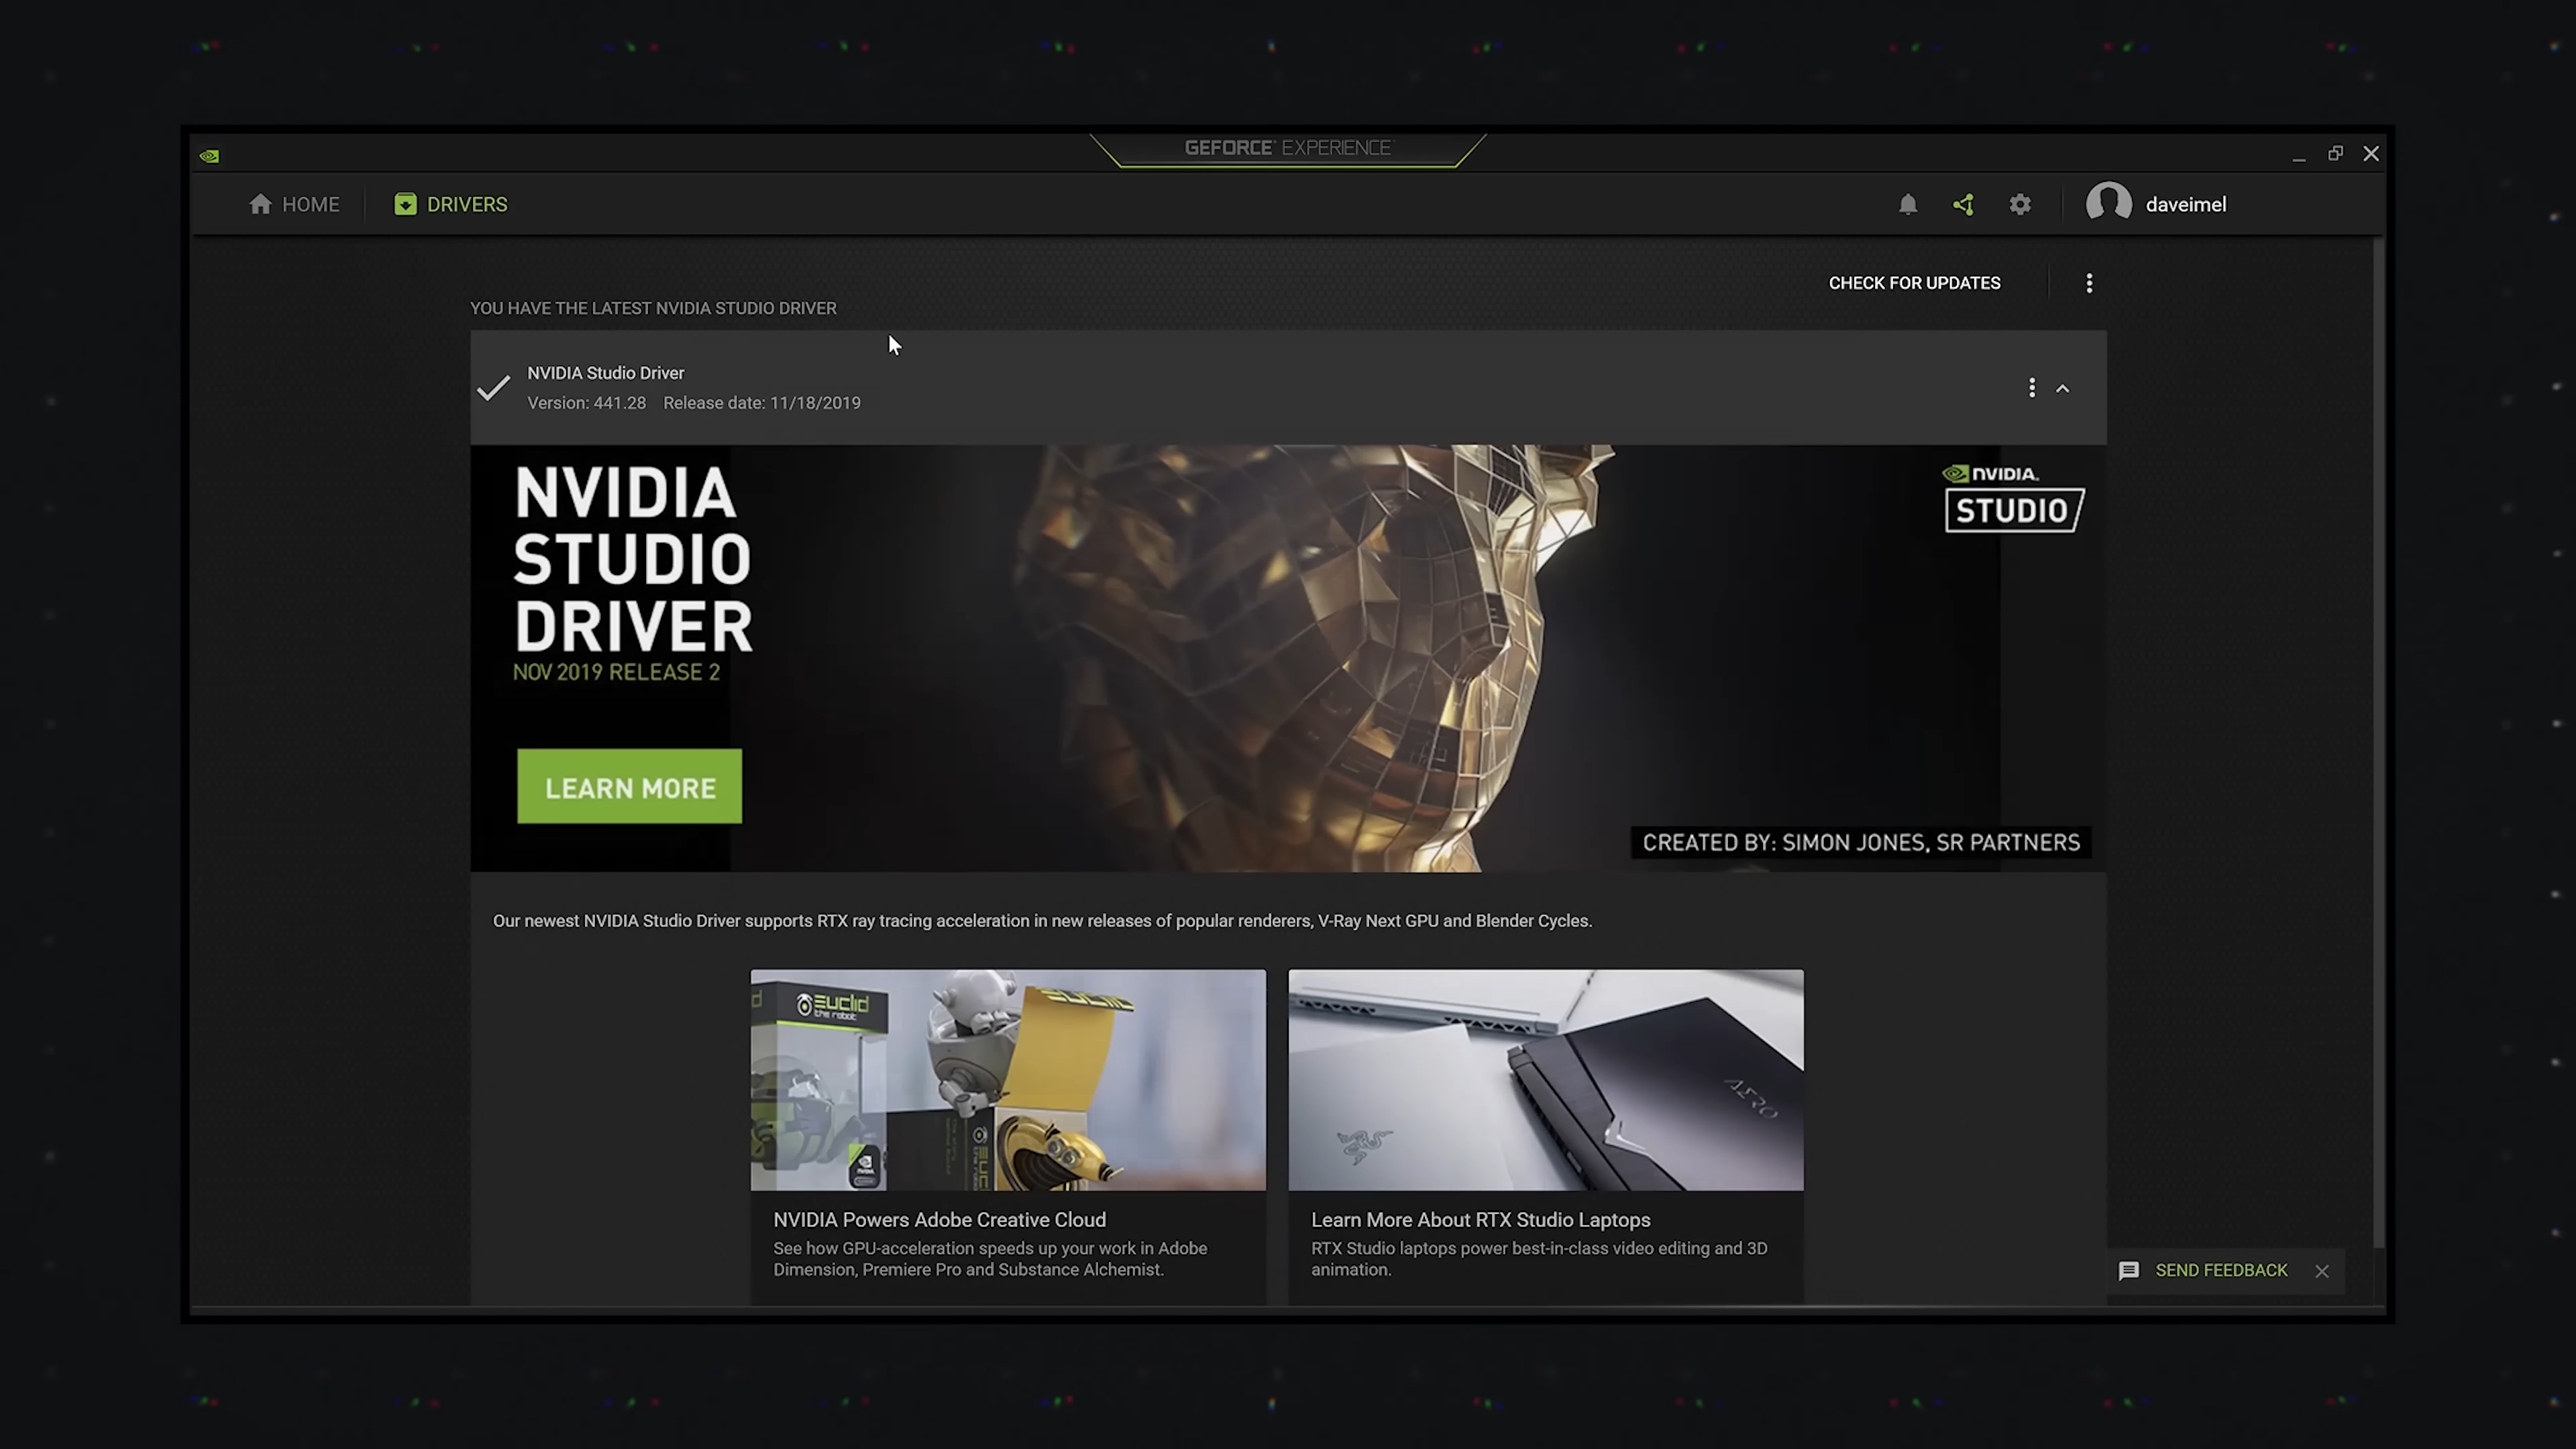 GEFORCE EXPERIENCE
HOME
DRIVERS
daveimel
CHECK FOR UPDATES
YOU HAVE THE LATEST NVIDIA STUDIO DRIVER
NVIDIA Studio Driver
Version: 441.28 Release date: 11/18/2019
NVIDIA
STUDIO
DRIVER
NOV 2019 RELEASE 2
LEARN MORE
NVIDIA.
STUDIO
CREATED BY: SIMON JONES, SR PARTNERS
Our newest NVIDIA Studio Driver supports RTX ray tracing acceleration in new releases of popular renderers, V-Ray Next GPU and Blender Cycles.
EUCLID
the robot
AERO
NVIDIA Powers Adobe Creative Cloud
See how GPU-acceleration speeds up your work in Adobe
Dimension, Premiere Pro and Substance Alchemist.
Learn More About RTX Studio Laptops
RTX Studio laptops power best-in-class video editing and 3D
animation.
SEND FEEDBACK